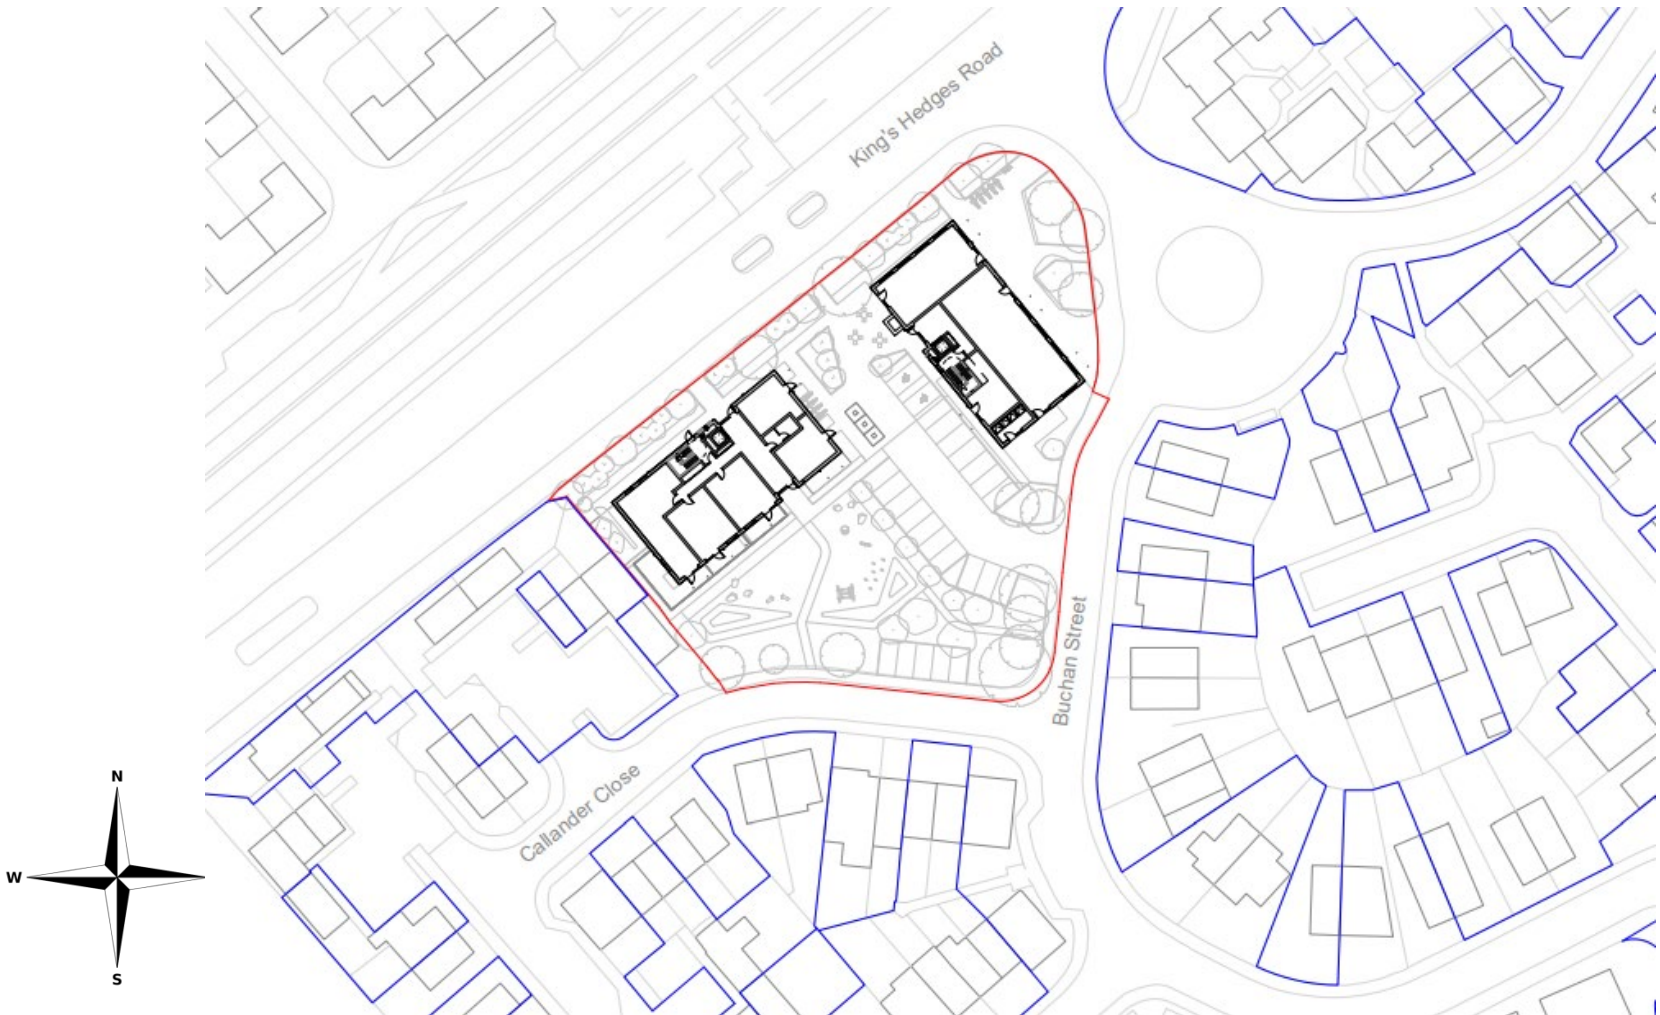 King's Hedges Road
Buchan Street
Callander Close
N
W
S